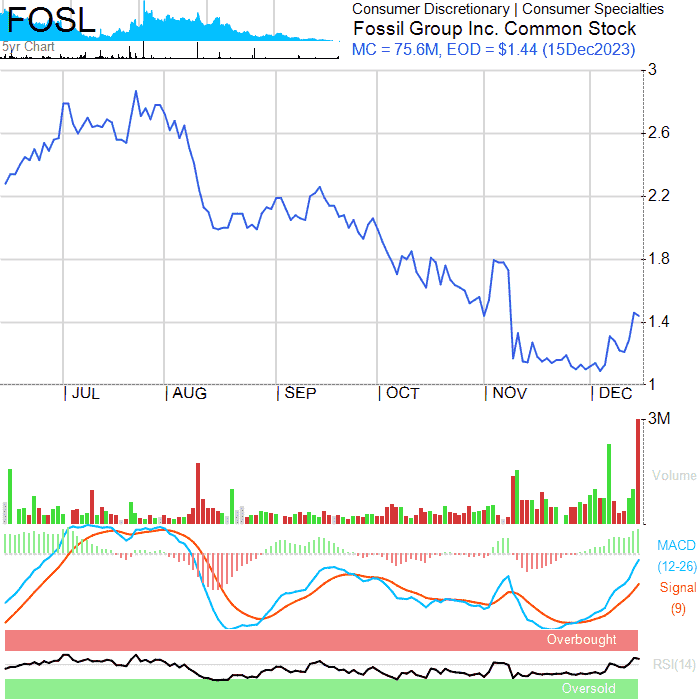 FOSL
5yr Chart
Consumer Discretionary | Consumer Specialties
Fossil Group Inc. Common Stock
MC = 75.6M, EOD = $1.44 (15Dec2023)
3
2.6
2.2
1.8
1.4
1
| JUL | AUG | SEP | OCT | NOV | DEC
3M
Volume
MACD
(12-26)
Signal
(9)
Overbought
RSI(14)
Oversold